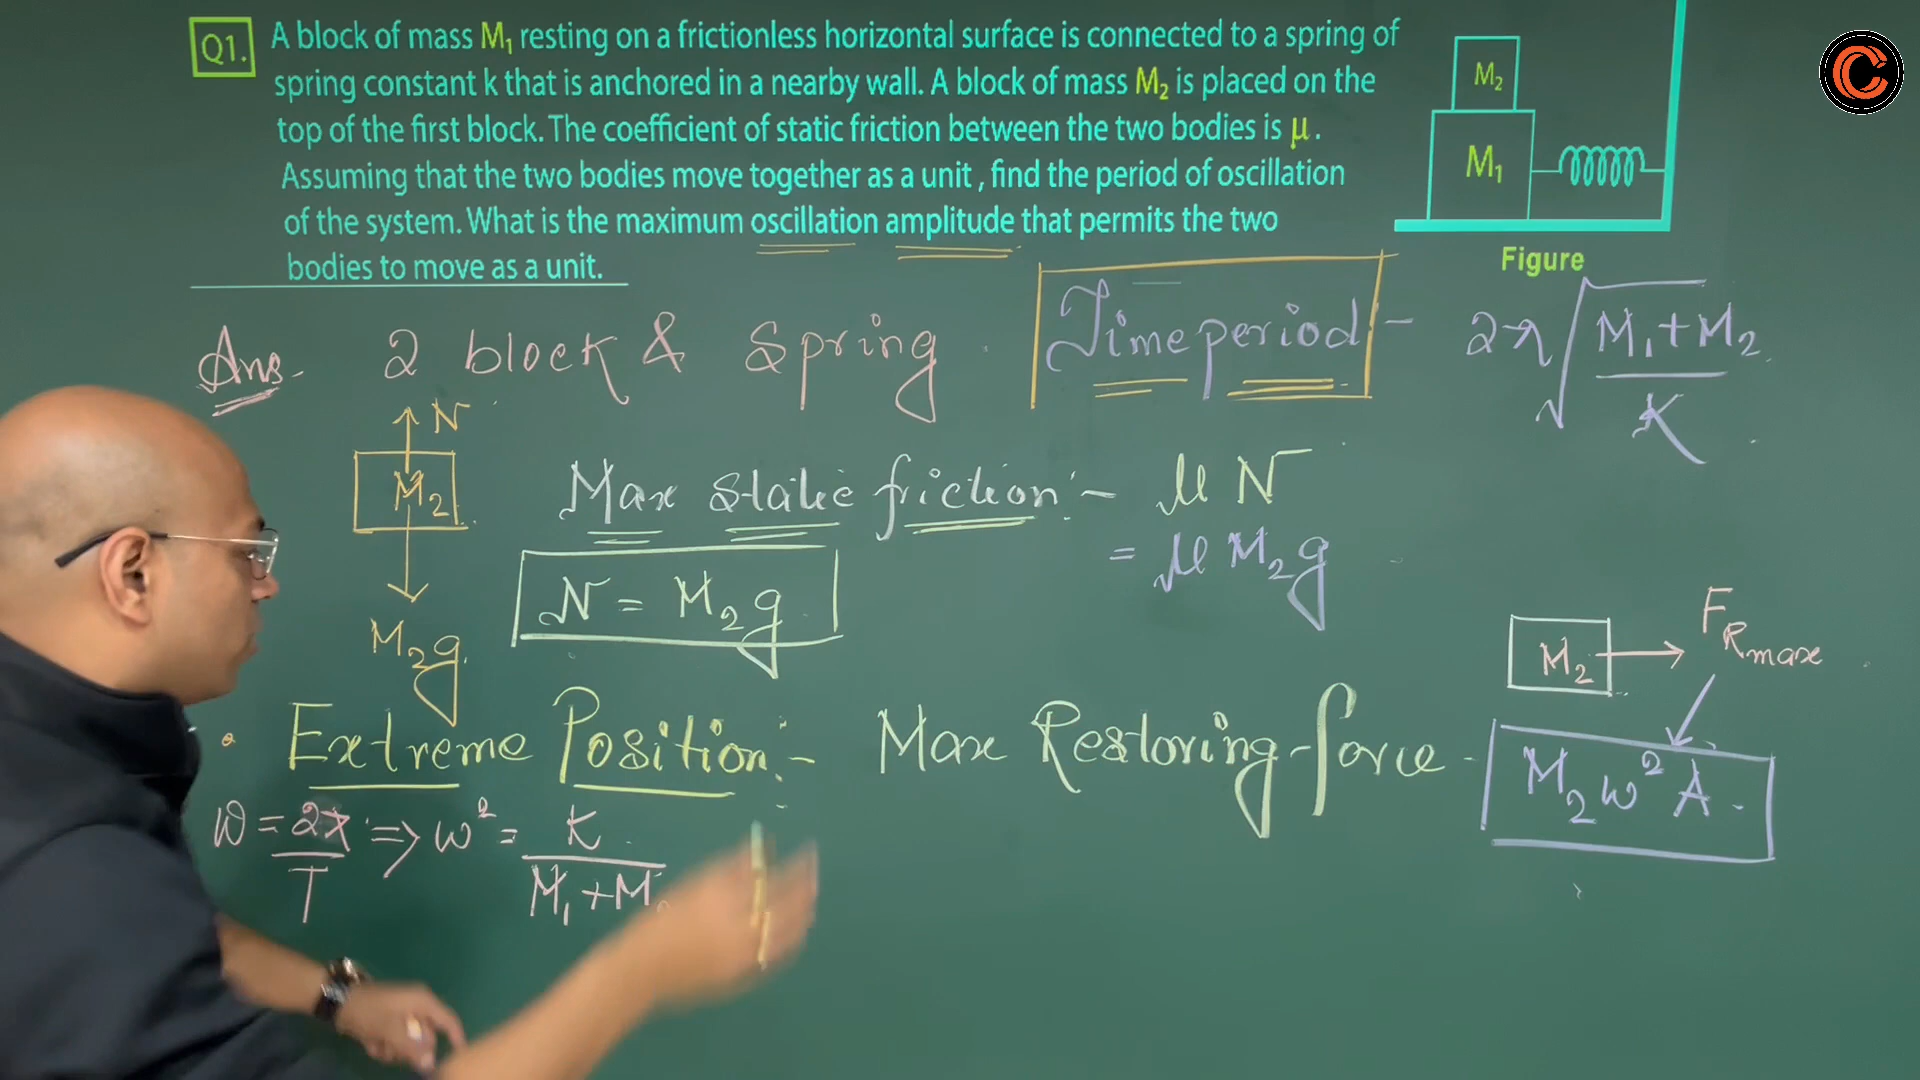 Q1. A block of mass M₁ resting on a frictionless horizontal surface is connected to a spring of
spring constant k that is anchored in a nearby wall. A block of mass M₂ is placed on the
top of the first block. The coefficient of static friction between the two bodies is μ.
Assuming that the two bodies move together as a unit, find the period of oscillation
of the system. What is the maximum oscillation amplitude that permits the two
bodies to move as a unit.
M₂
M₁
Figure
Ans. 2 block & Spring. Time period :- 2π√((M₁+M₂)/K)
N
M₂
M₂g
Max static friction :- μN
= μM₂g
N = M₂g
M₂ → F_Rmax
Extreme Position :- Max Restoring force - M₂ω²A
ω = 2π/T ⇒ ω² = K/(M₁+M